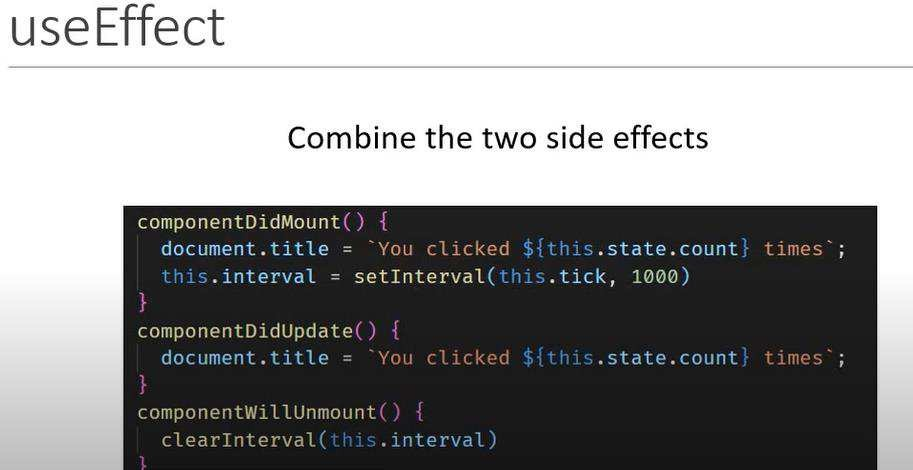 useEffect
Combine the two side effects
componentDidMount() {
document.title = `You clicked ${this.state.count} times`;
this.interval = setInterval(this.tick, 1000)
}
componentDidUpdate() {
document.title = `You clicked ${this.state.count} times`;
}
componentWillUnmount() {
clearInterval(this.interval)
}